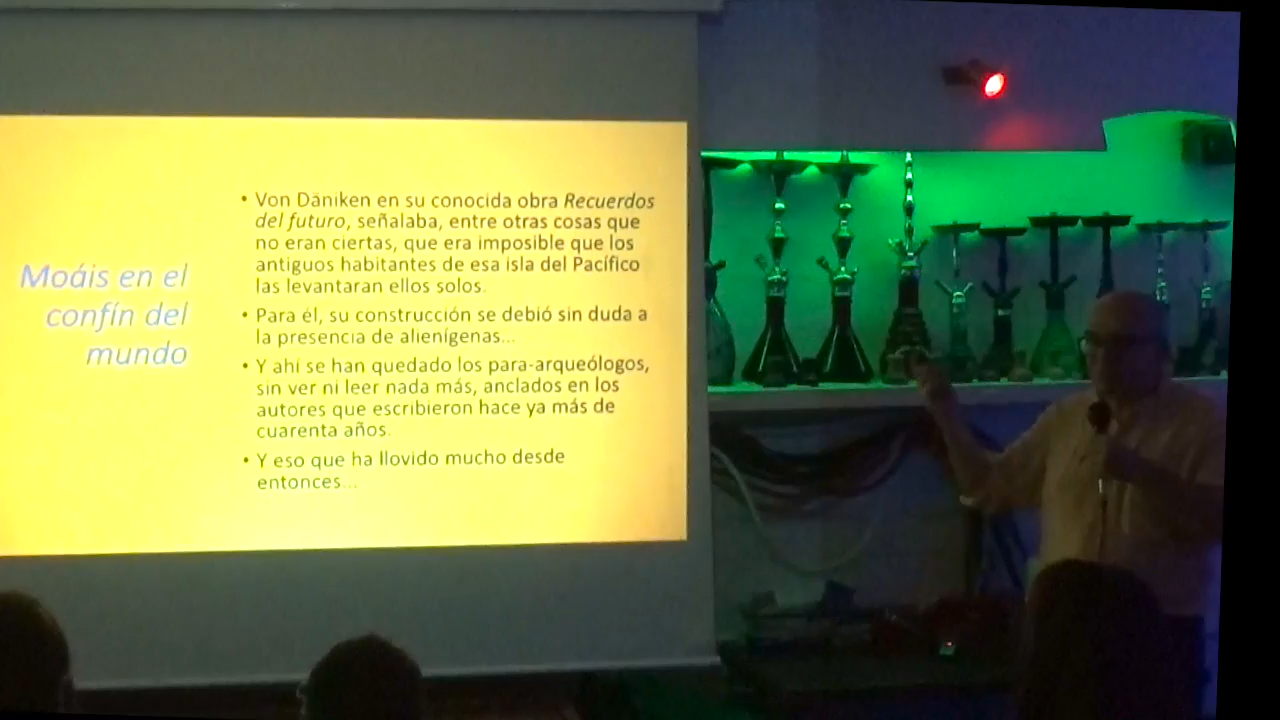 Moáis en el
confín del
mundo
• Von Däniken en su conocida obra Recuerdos
del futuro, señalaba, entre otras cosas que
no eran ciertas, que era imposible que los
antiguos habitantes de esa isla del Pacífico
las levantaran ellos solos.
• Para él, su construcción se debió sin duda a
la presencia de alienígenas...
• Y ahí se han quedado los para-arqueólogos,
sin ver ni leer nada más, anclados en los
autores que escribieron hace ya más de
cuarenta años.
• Y eso que ha llovido mucho desde
entonces...